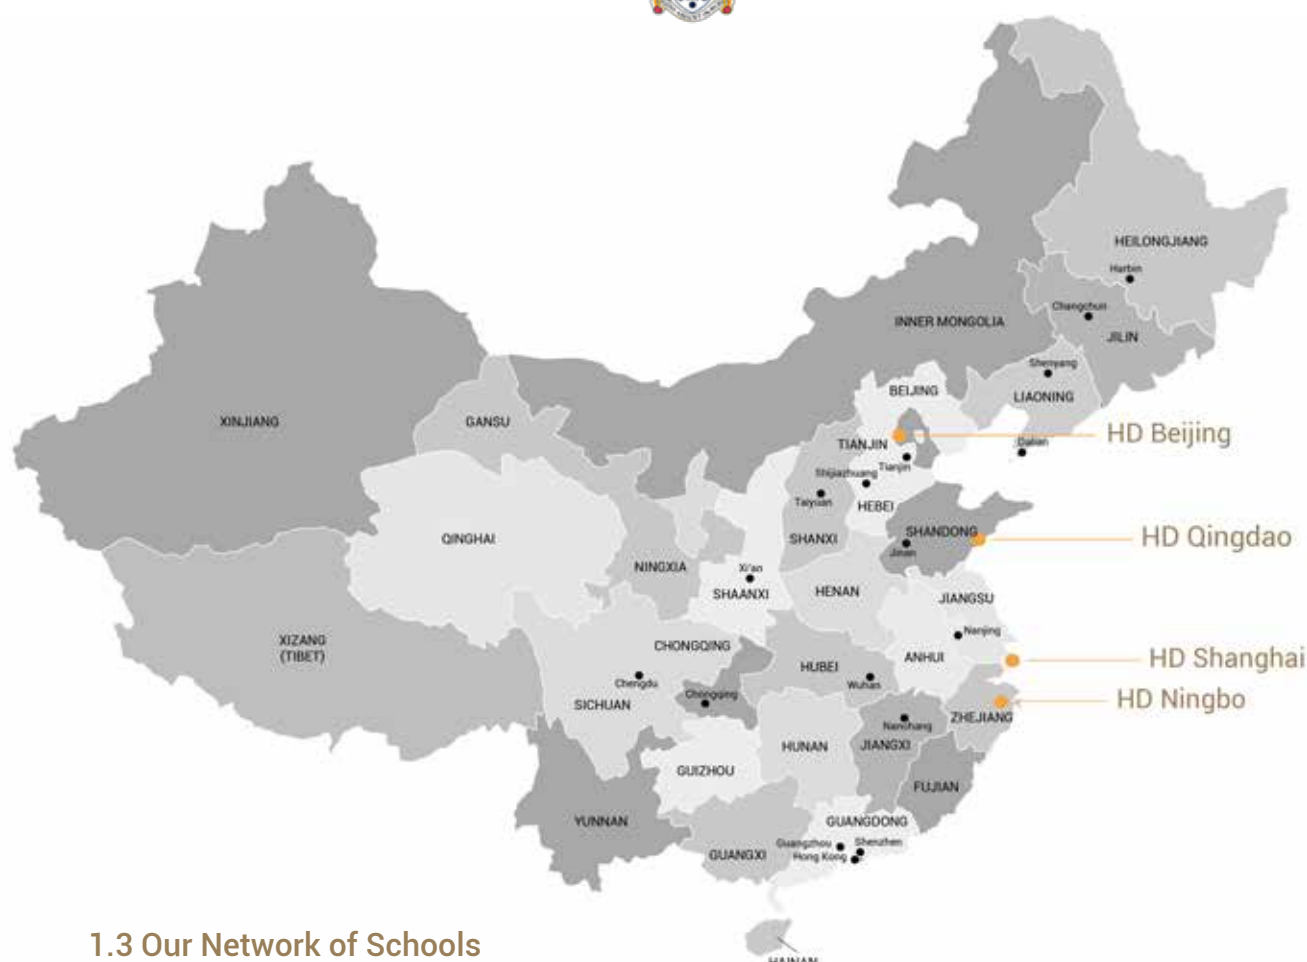 HEILONGJIANG
Harbin
Changchun
INNER MONGOLIA
JILIN
Shenyang
BEIJING
LIAONING
XINJIANG
GANSU
HD Beijing
TIANJIN
Dalian
Tianjin
Shijiazhuang
Taiyuan
HEBEI
SHANDONG
HD Qingdao
QINGHAI
SHANXI
Jinan
NINGXIA
Xi'an
SHAANXI
HENAN
JIANGSU
Nanjing
XIZANG
(TIBET)
CHONGQING
ANHUI
HD Shanghai
HUBEI
Chengdu
Wuhan
Chongqing
HD Ningbo
SICHUAN
ZHEJIANG
Nanchang
HUNAN
JIANGXI
GUIZHOU
FUJIAN
YUNNAN
GUANGDONG
Guangzhou
Shenzhen
GUANGXI
Hong Kong
1.3 Our Network of Schools
HAINAN